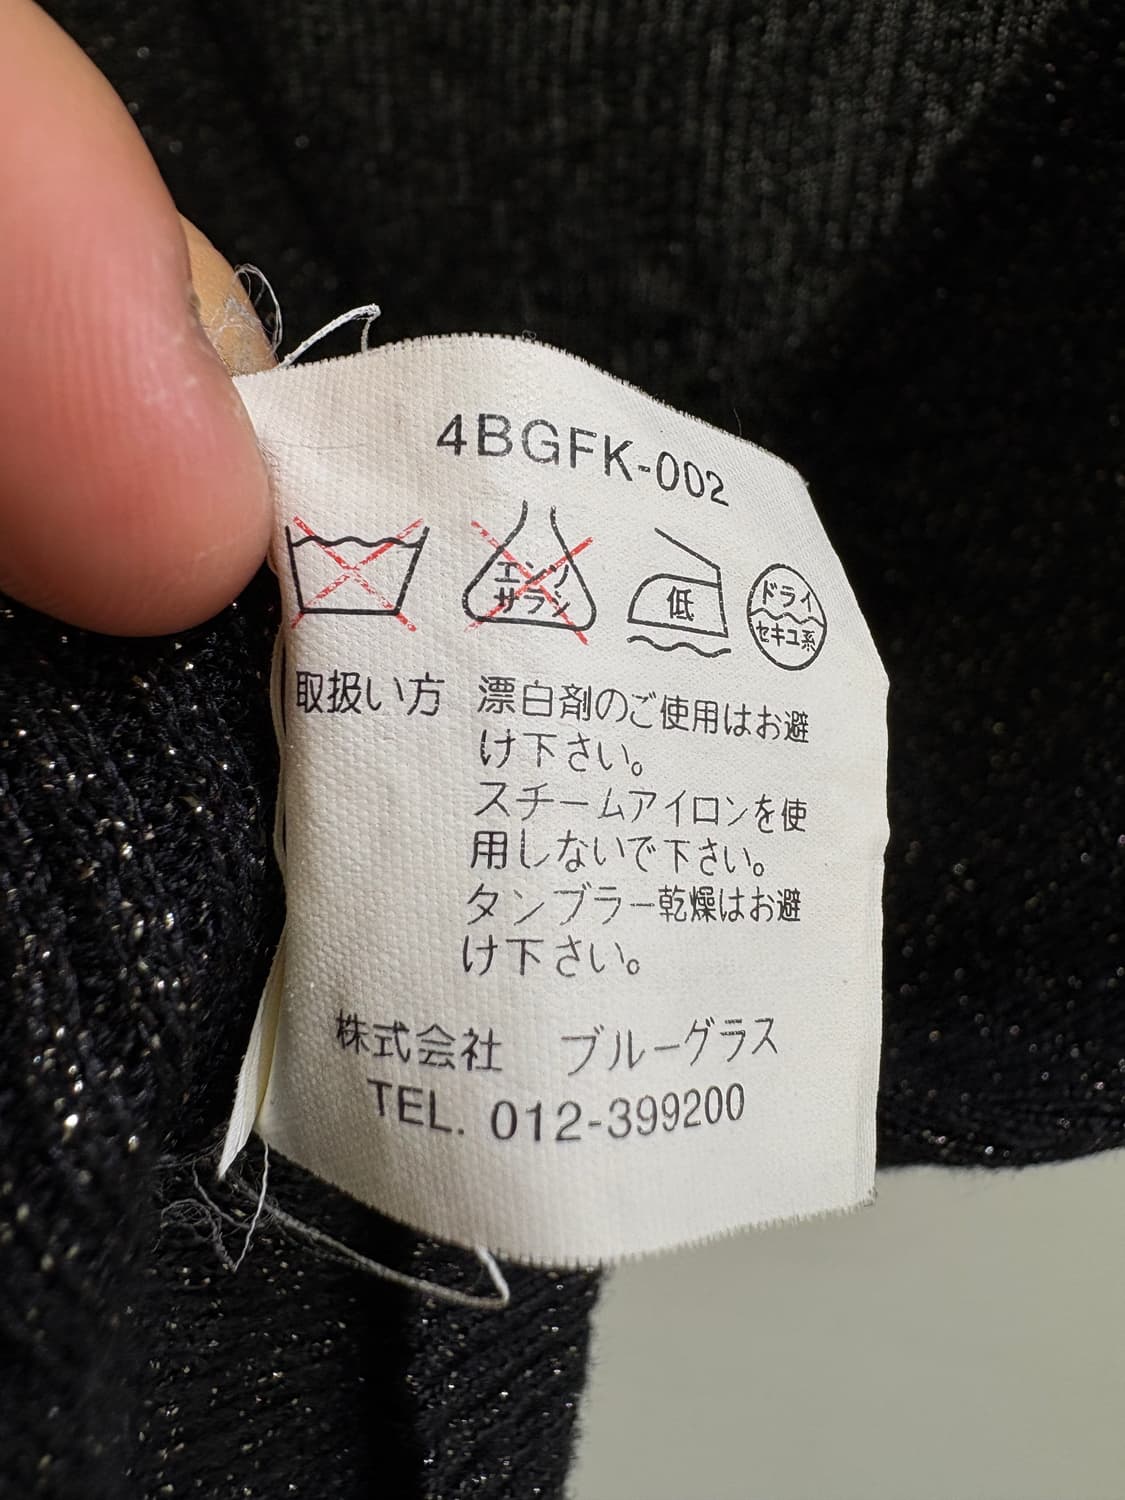 4BGFK-002
エンソ
サラシ
低
ドライ
セキユ系
取扱い方 漂白剤のご使用はお避
け下さい。
スチームアイロンを使
用しないで下さい。
タンブラー乾燥はお避
け下さい。
株式会社 ブルーグラス
TEL. 012-399200